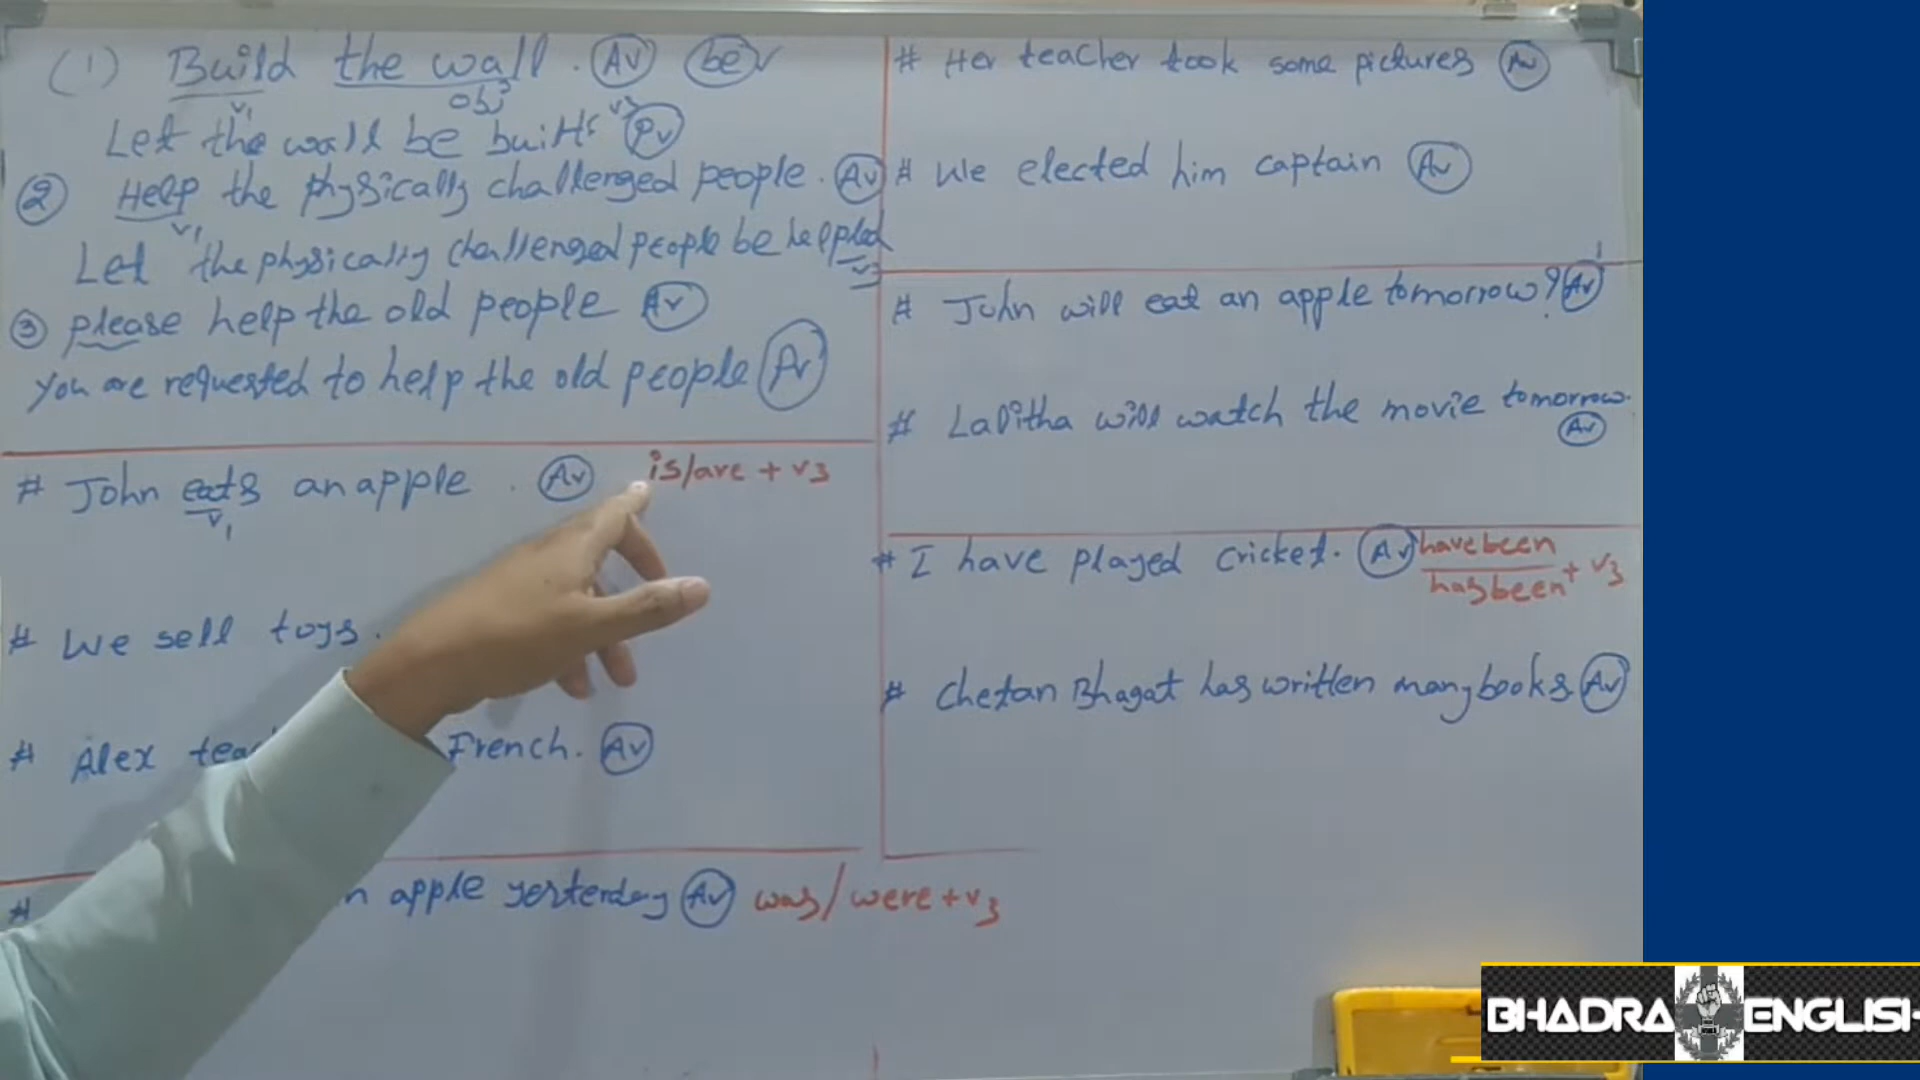 (1) Build the wall. Av be
v1 obj
Let the wall be built v3 Pv
② Help the physically challenged people. Av
v1
Let the physically challenged people be helpled
v3
③ please help the old people Av
You are requested to help the old people Av
# John eats an apple. Av is/are + v3
v1
# We sell toys.
# Alex French. Av
# apple yesterday Av was/were + v3
# Her teacher took some pictures Av
# We elected him captain Av
# John will eat an apple tomorrow? Av
# Lalitha will watch the movie tomorrow.
Av
# I have played cricket. Av have been
has been + v3
# Chetan Bhagat has written many books Av
BHADRA ENGLISH